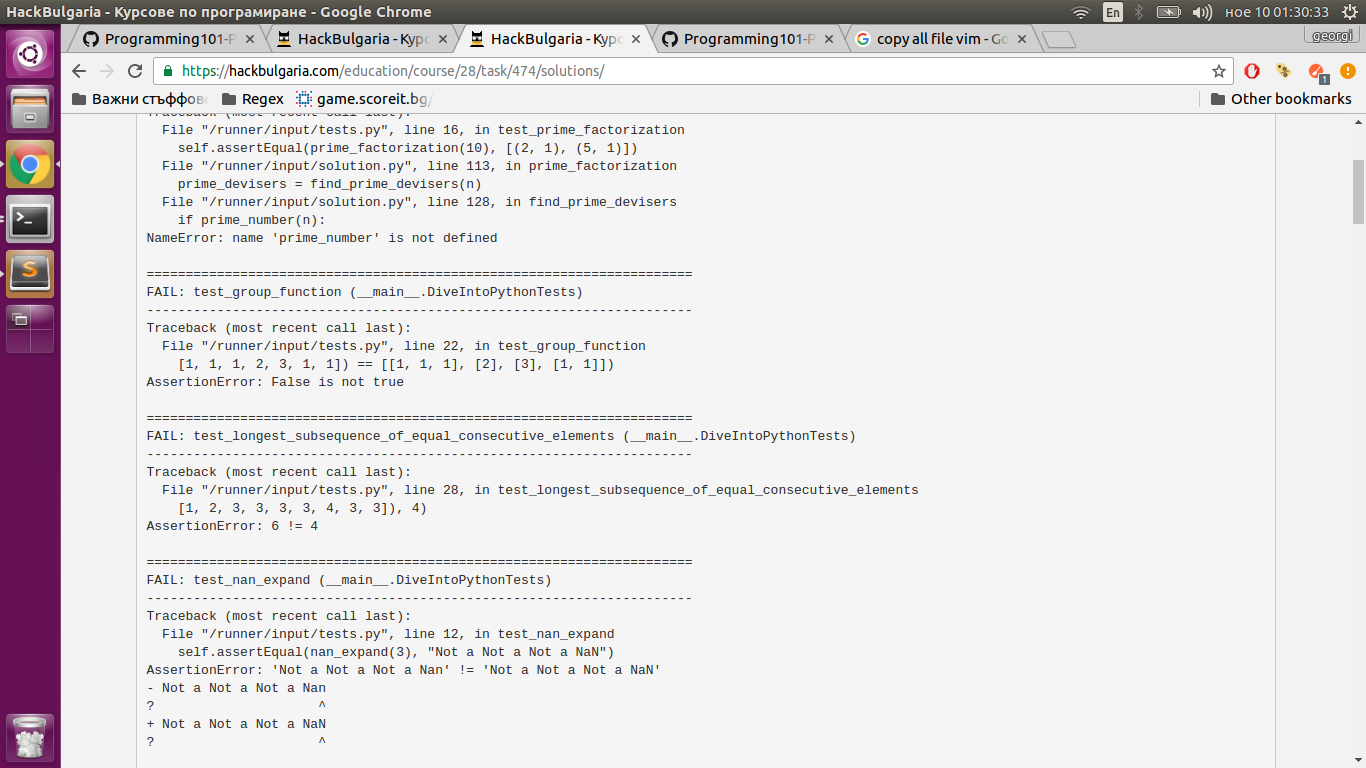 HackBulgaria - Курсове по програмиране - Google Chrome
En
ное 10 01:30:33
Programming101-P
HackBulgaria - Курс
HackBulgaria - Курс
Programming101-P
copy all file vim - Go
georgi
https://hackbulgaria.com/education/course/28/task/474/solutions/
1
Важни стъффов
Regex
game.scoreit.bg/
Other bookmarks
Traceback (most recent call last):
File "/runner/input/tests.py", line 16, in test_prime_factorization
self.assertEqual(prime_factorization(10), [(2, 1), (5, 1)])
File "/runner/input/solution.py", line 113, in prime_factorization
prime_devisers = find_prime_devisers(n)
File "/runner/input/solution.py", line 128, in find_prime_devisers
if prime_number(n):
NameError: name 'prime_number' is not defined
======================================================================
FAIL: test_group_function (__main__.DiveIntoPythonTests)
----------------------------------------------------------------------
Traceback (most recent call last):
File "/runner/input/tests.py", line 22, in test_group_function
[1, 1, 1, 2, 3, 1, 1]) == [[1, 1, 1], [2], [3], [1, 1]])
AssertionError: False is not true
======================================================================
FAIL: test_longest_subsequence_of_equal_consecutive_elements (__main__.DiveIntoPythonTests)
----------------------------------------------------------------------
Traceback (most recent call last):
File "/runner/input/tests.py", line 28, in test_longest_subsequence_of_equal_consecutive_elements
[1, 2, 3, 3, 3, 3, 4, 3, 3]), 4)
AssertionError: 6 != 4
======================================================================
FAIL: test_nan_expand (__main__.DiveIntoPythonTests)
----------------------------------------------------------------------
Traceback (most recent call last):
File "/runner/input/tests.py", line 12, in test_nan_expand
self.assertEqual(nan_expand(3), "Not a Not a Not a NaN")
AssertionError: 'Not a Not a Not a Nan' != 'Not a Not a Not a NaN'
- Not a Not a Not a Nan
? ^
+ Not a Not a Not a NaN
? ^